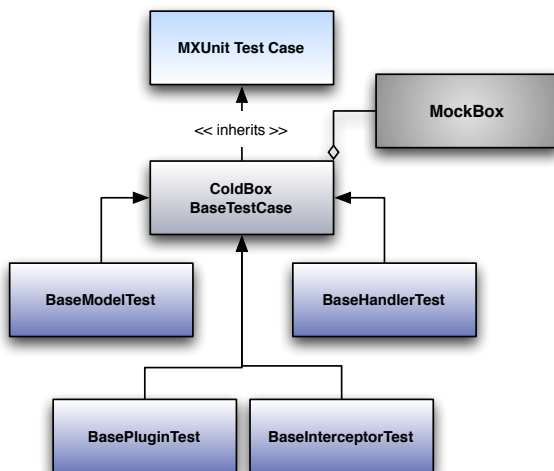 MXUnit Test Case
MockBox
<< inherits >>
ColdBox
BaseTestCase
BaseModelTest
BaseHandlerTest
BasePluginTest
BaseInterceptorTest